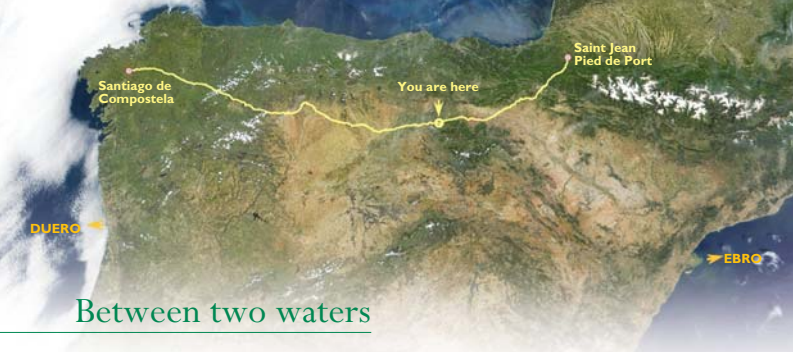 Saint Jean
Pied de Port
Santiago de
Compostela
You are here
DUERO
EBRO
Between two waters